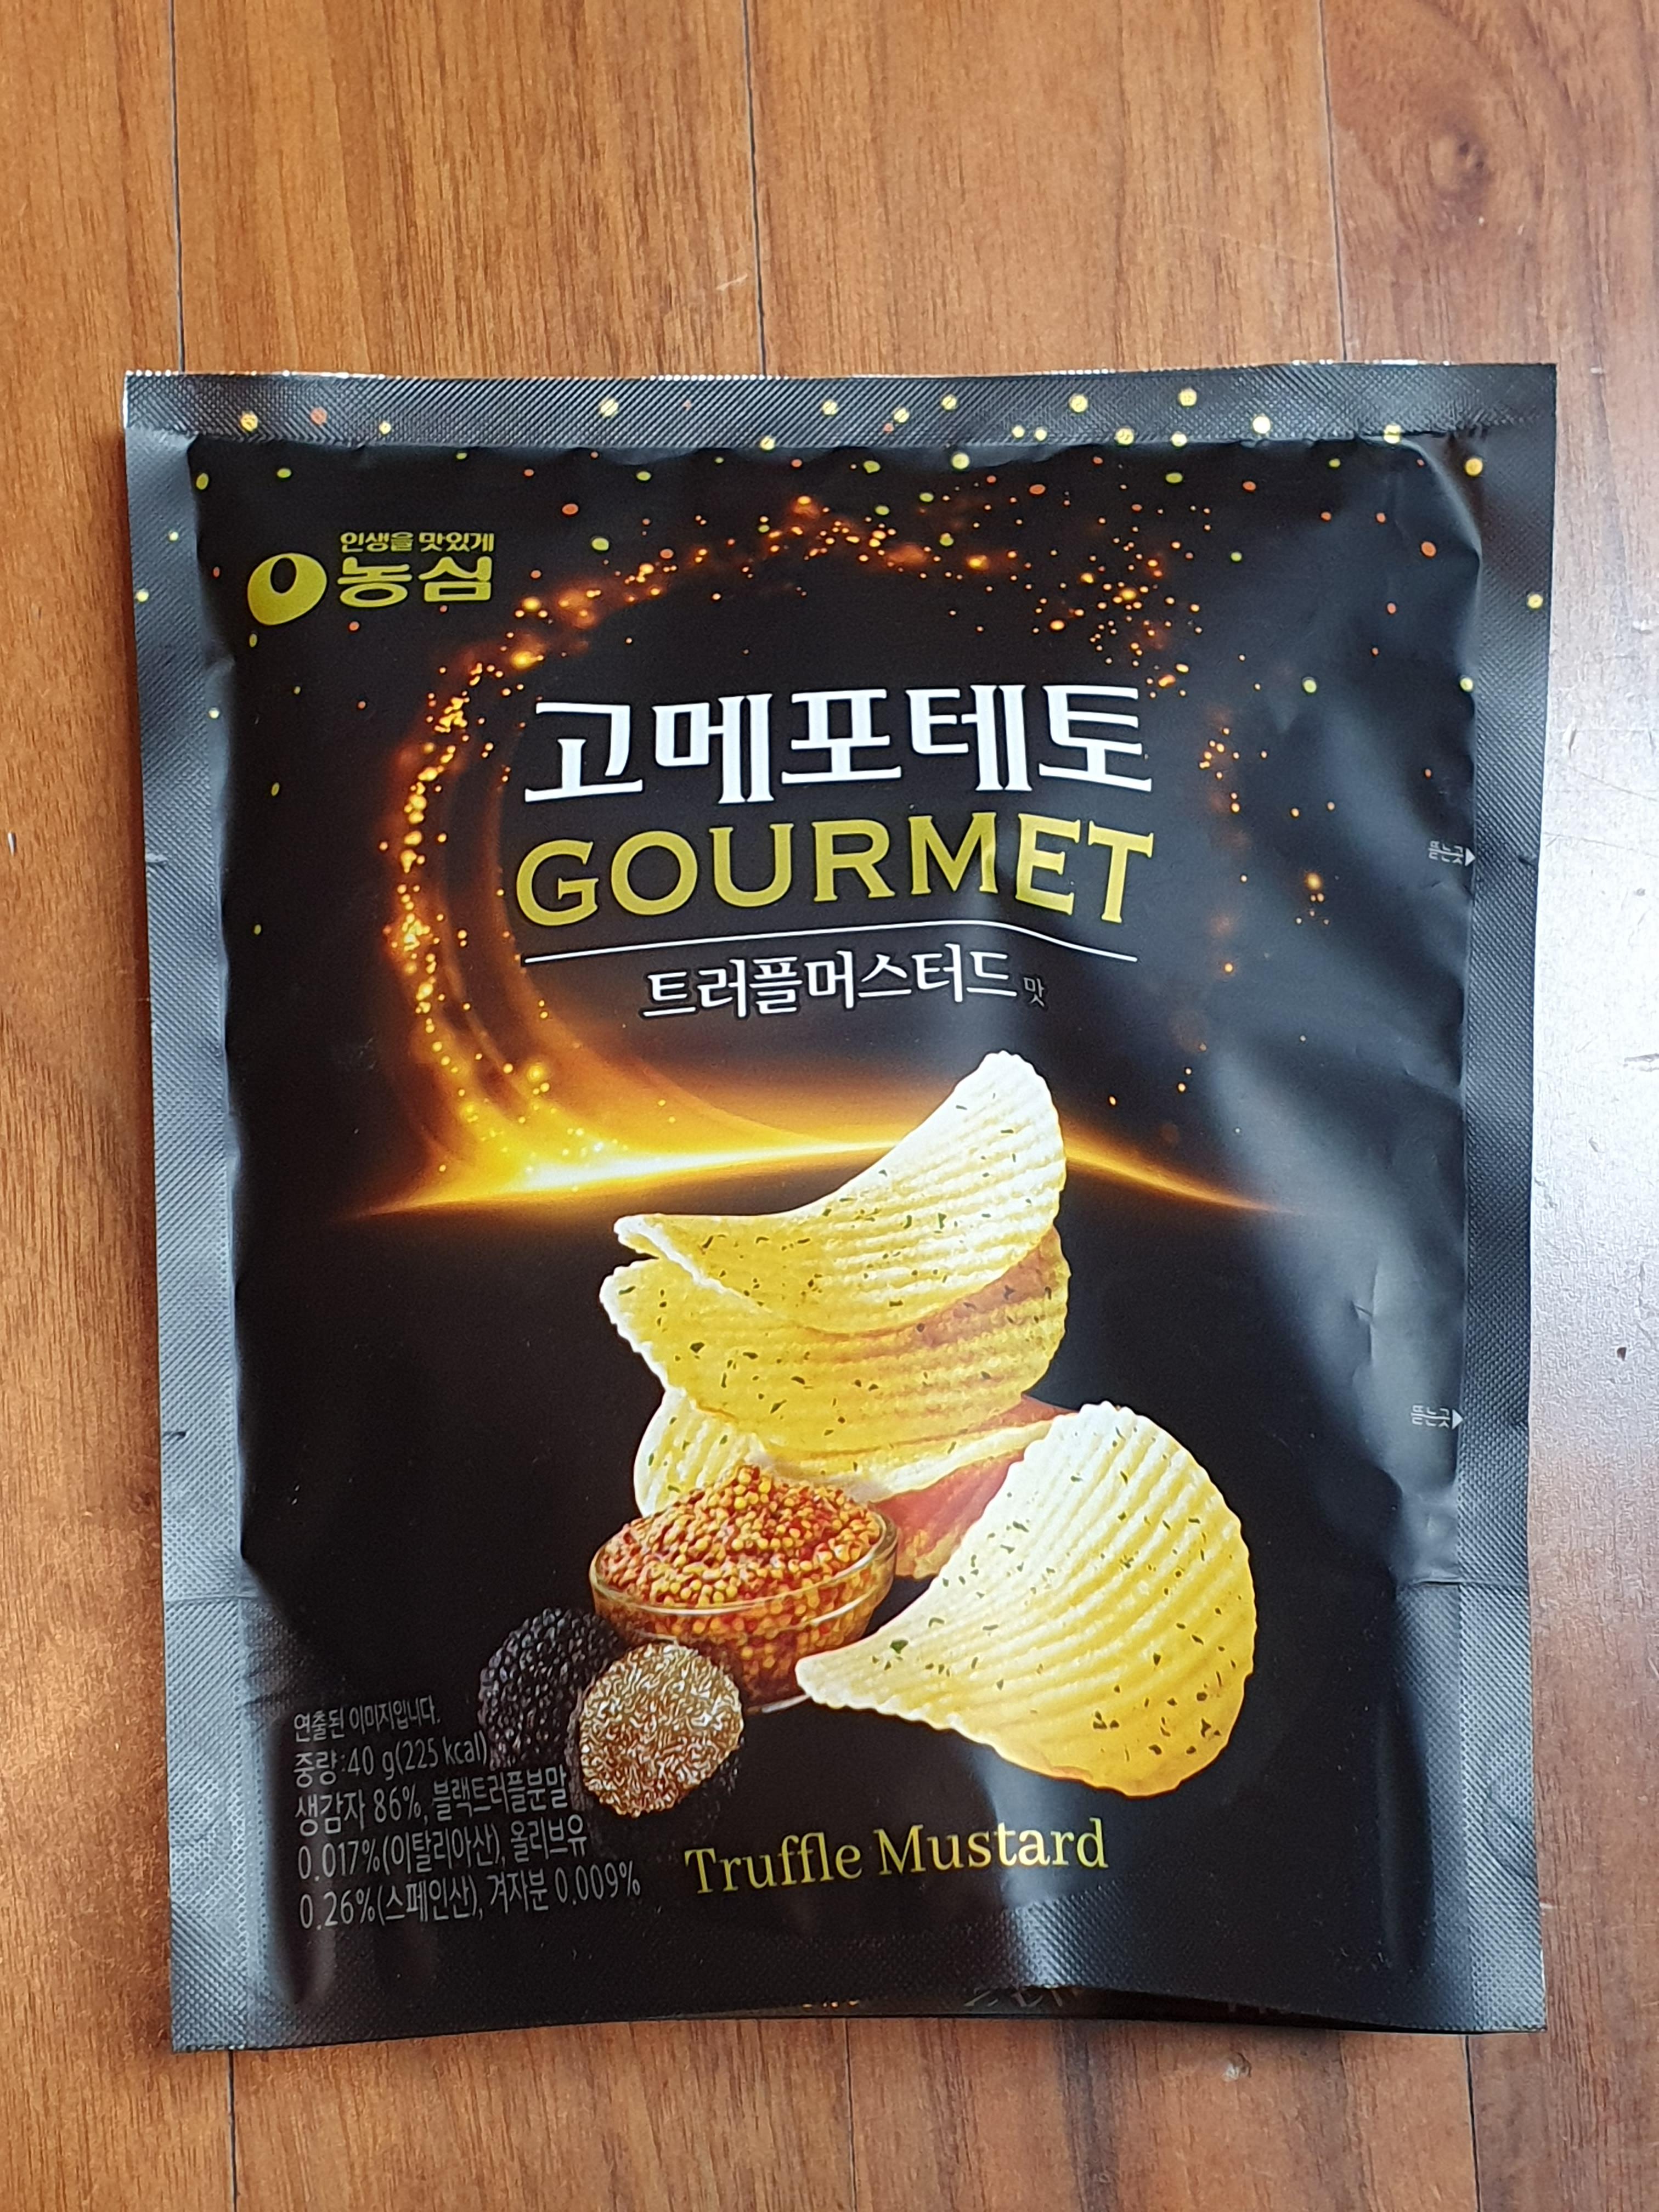 인생을 맛있게
농심
고메포테토
GOURMET
트러플머스터드맛
뜯는곳▶
뜯는곳▶
연출된 이미지입니다.
중량:40 g(225 kcal)
생감자 86%, 블랙트러플분말
0.017%(이탈리아산), 올리브유
0.26%(스페인산), 겨자분 0.009%
Truffle Mustard